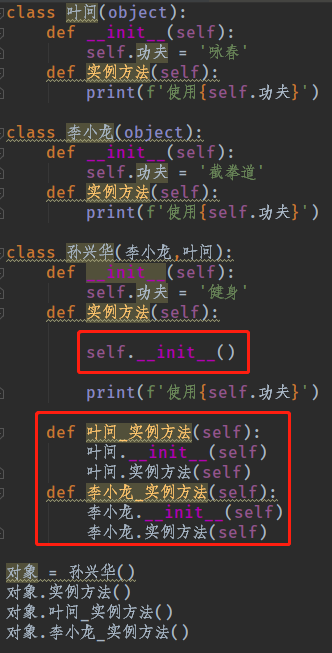 class 叶问(object):
def __init__(self):
self.功夫 = '咏春'
def 实例方法(self):
print(f'使用{self.功夫}')
class 李小龙(object):
def __init__(self):
self.功夫 = '截拳道'
def 实例方法(self):
print(f'使用{self.功夫}')
class 孙兴华(李小龙,叶问):
def __init__(self):
self.功夫 = '健身'
def 实例方法(self):
self.__init__()
print(f'使用{self.功夫}')
def 叶问_实例方法(self):
叶问.__init__(self)
叶问.实例方法(self)
def 李小龙_实例方法(self):
李小龙.__init__(self)
李小龙.实例方法(self)
对象 = 孙兴华()
对象.实例方法()
对象.叶问_实例方法()
对象.李小龙_实例方法()